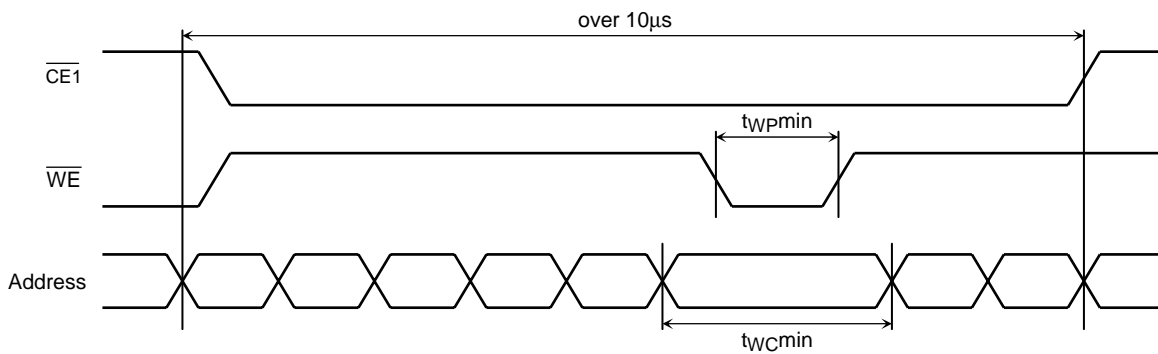 over 10μs
CE1
tWPmin
WE
Address
tWCmin